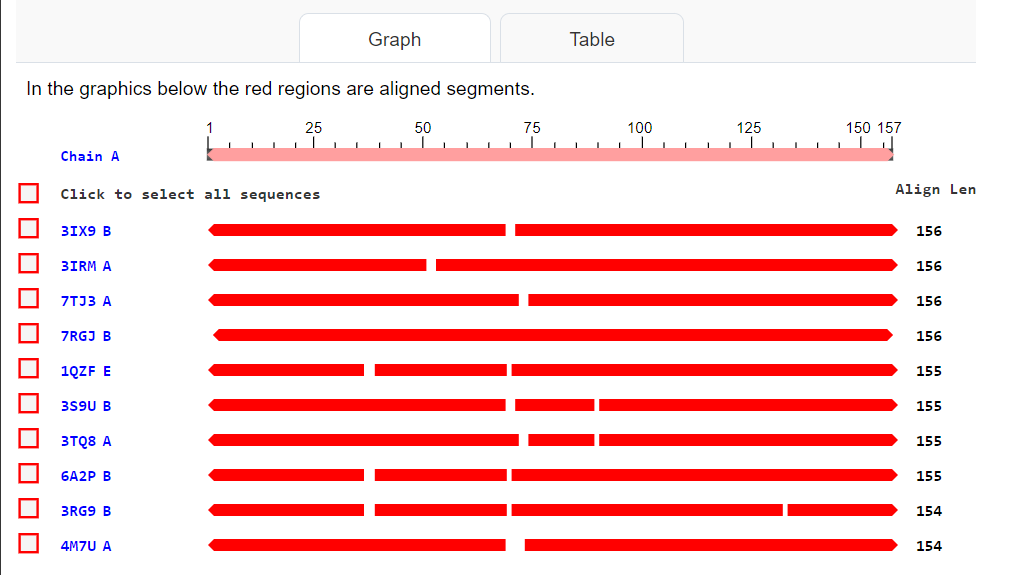 Graph Table
In the graphics below the red regions are aligned segments.
1 25 50 75 100 125 150 157
Chain A
Click to select all sequences Align Len
3IX9 B 156
3IRM A 156
7TJ3 A 156
7RGJ B 156
1QZF E 155
3S9U B 155
3TQ8 A 155
6A2P B 155
3RG9 B 154
4M7U A 154